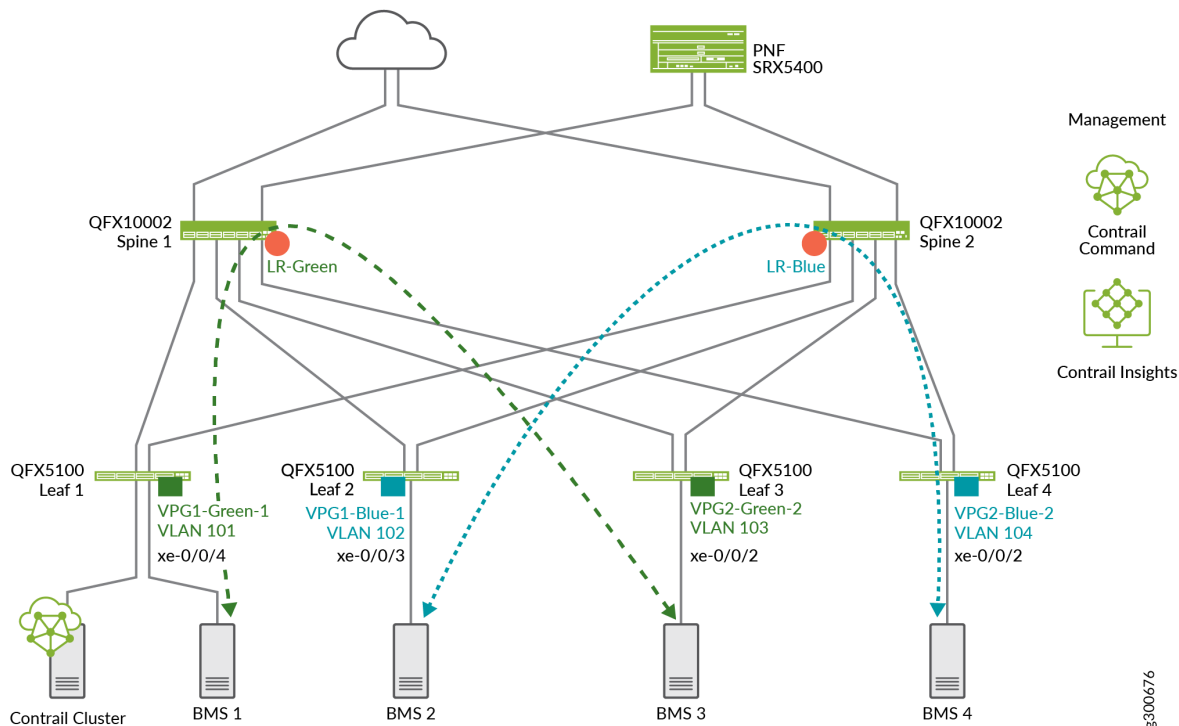 PNF
SRX5400
Management
Contrail
Command
Contrail Insights
QFX10002
Spine 1
LR-Green
LR-Blue
QFX10002
Spine 2
QFX5100
Leaf 1
VPG1-Green-1
VLAN 101
xe-0/0/4
QFX5100
Leaf 2
VPG1-Blue-1
VLAN 102
xe-0/0/3
QFX5100
Leaf 3
VPG2-Green-2
VLAN 103
xe-0/0/2
QFX5100
Leaf 4
VPG2-Blue-2
VLAN 104
xe-0/0/2
Contrail Cluster
BMS 1
BMS 2
BMS 3
BMS 4
g300676